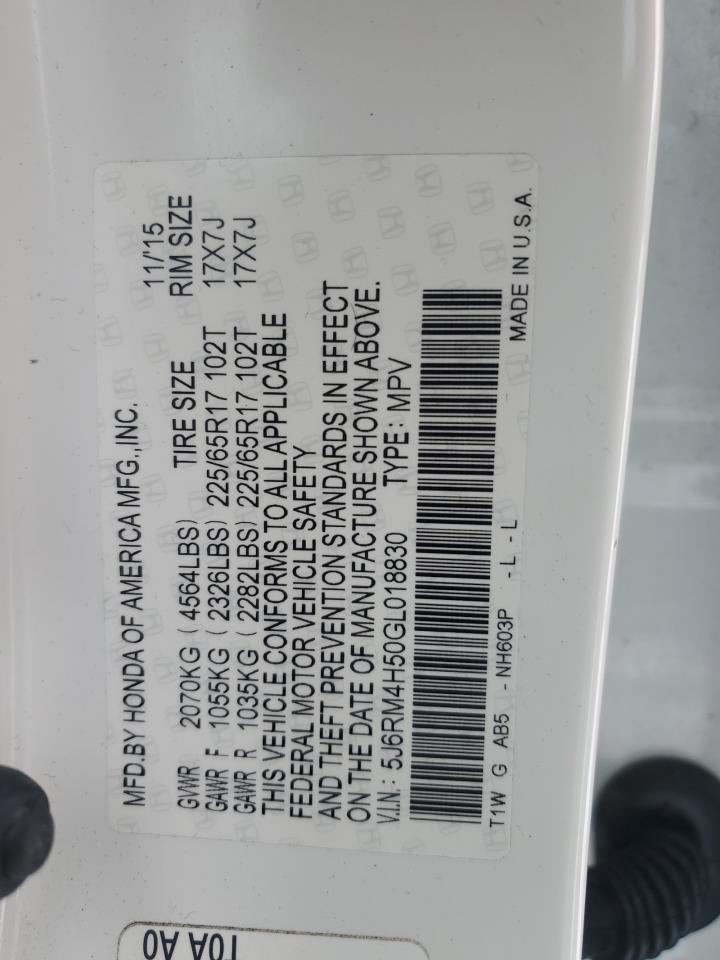 MFD.BY HONDA OF AMERICA MFG.,INC. 11/'15
TIRE SIZE RIM SIZE
GVWR 2070KG ( 4564LBS)
GAWR F 1055KG ( 2326LBS) 225/65R17 102T 17X7J
GAWR R 1035KG ( 2282LBS) 225/65R17 102T 17X7J
THIS VEHICLE CONFORMS TO ALL APPLICABLE
FEDERAL MOTOR VEHICLE SAFETY
AND THEFT PREVENTION STANDARDS IN EFFECT
ON THE DATE OF MANUFACTURE SHOWN ABOVE.
V.I.N.: 5J6RM4H50GL018830 TYPE: MPV
T1W G AB5 - NH603P - L - L MADE IN U.S.A.
T0A A0